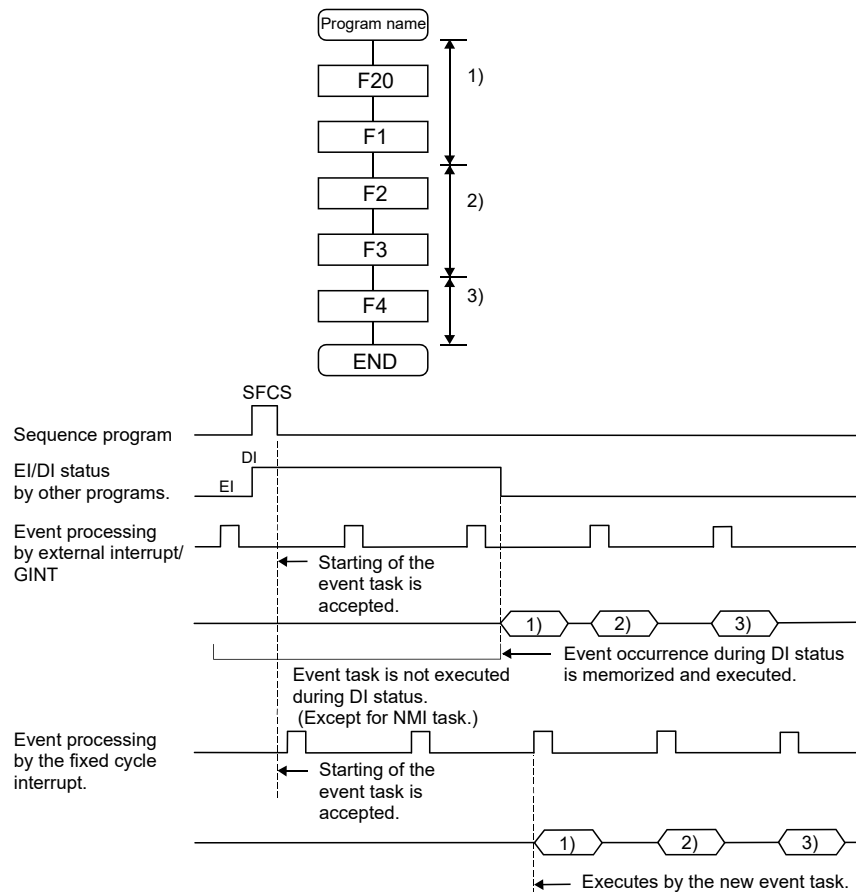 Program name
F20
1)
F1
F2
2)
F3
F4
3)
END
SFCS
Sequence program
EI/DI status
by other programs.
DI
EI
Event processing
by external interrupt/
GINT
Starting of the
event task is
accepted.
1)
2)
3)
Event task is not executed
during DI status.
(Except for NMI task.)
Event occurrence during DI status
is memorized and executed.
Event processing
by the fixed cycle
interrupt.
Starting of the
event task is
accepted.
1)
2)
3)
Executes by the new event task.